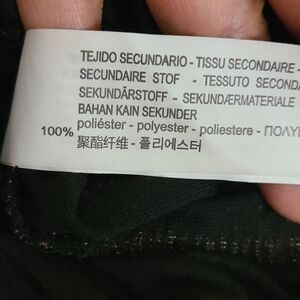 TEJIDO SECUNDARIO - TISSU SECONDAIRE -
SECUNDAIRE STOF - TESSUTO SECONDA
SEKUNDÄRSTOFF - SEKUNDÆRMATERIALE
BAHAN KAIN SEKUNDER
100% poliéster - polyester - poliestere - ПОЛУ
聚酯纤维 - 폴리에스터